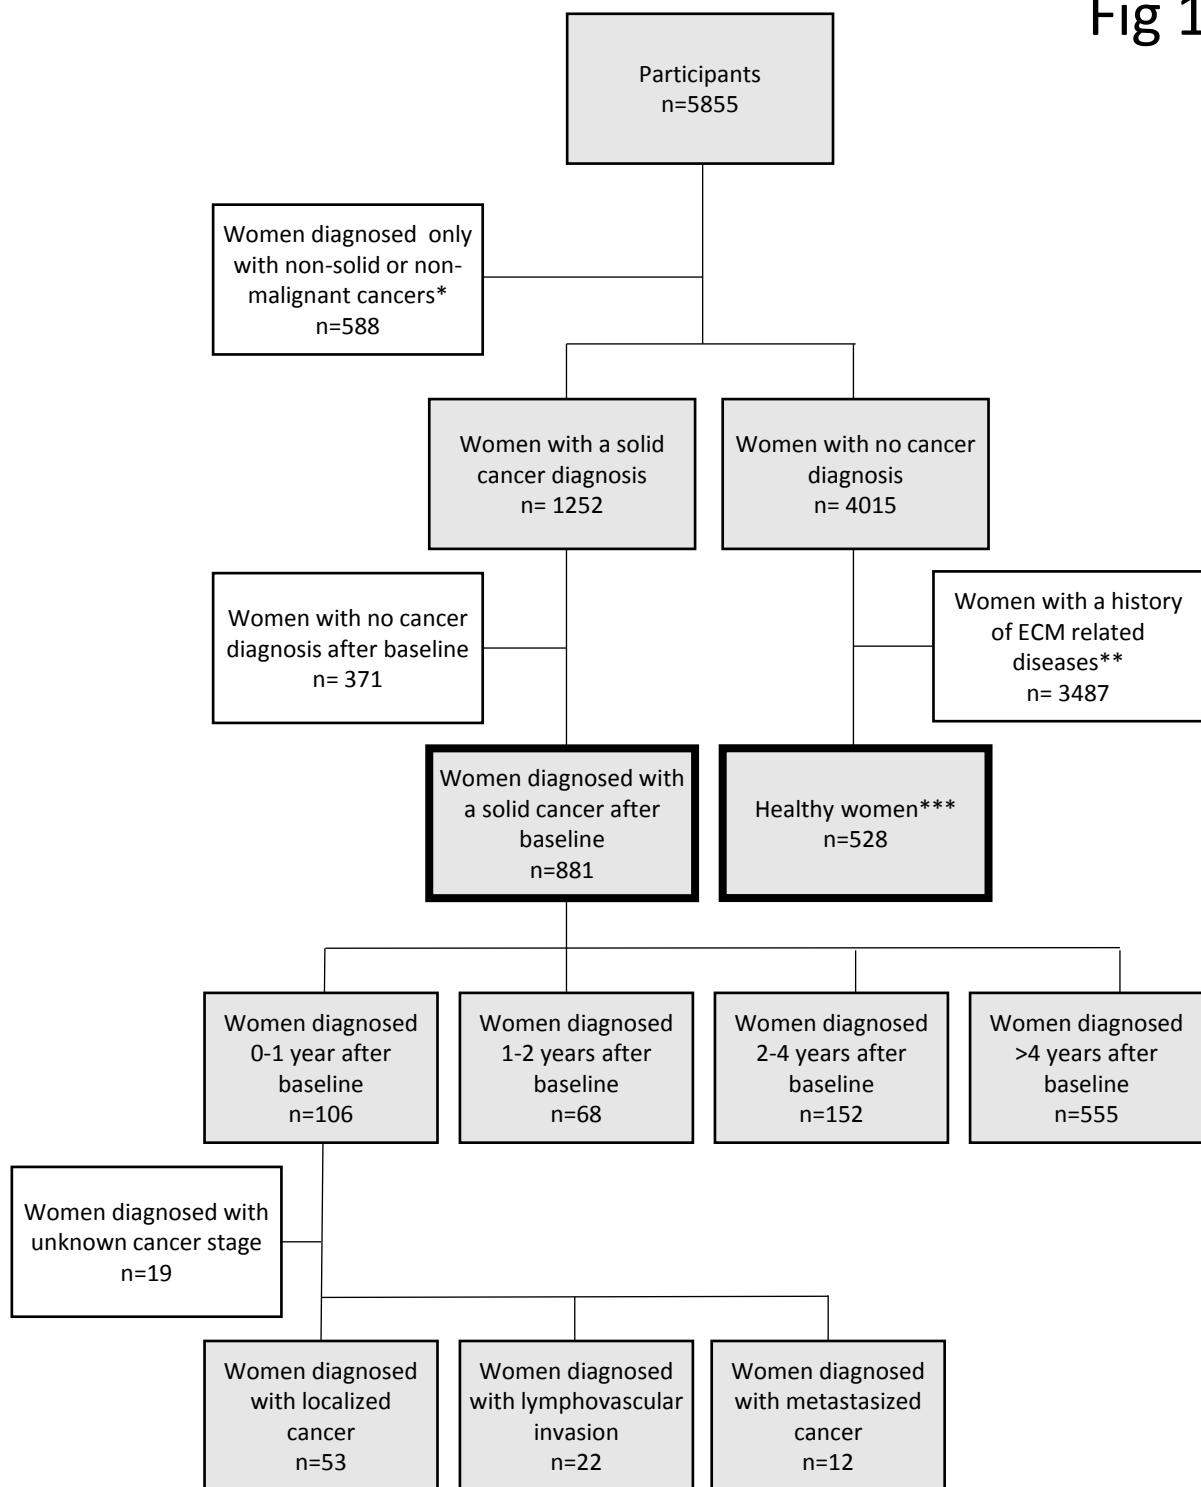 Fig 1
Participants
n=5855
Women diagnosed only
with non-solid or non-
malignant cancers*
n=588
Women with a solid
cancer diagnosis
n= 1252
Women with no cancer
diagnosis
n= 4015
Women with no cancer
diagnosis after baseline
n= 371
Women with a history
of ECM related
diseases**
n= 3487
Women diagnosed with
a solid cancer after
baseline
n=881
Healthy women***
n=528
Women diagnosed
0-1 year after
baseline
n=106
Women diagnosed
1-2 years after
baseline
n=68
Women diagnosed
2-4 years after
baseline
n=152
Women diagnosed
>4 years after
baseline
n=555
Women diagnosed with
unknown cancer stage
n=19
Women diagnosed
with localized
cancer
n=53
Women diagnosed
with lymphovascular
invasion
n=22
Women diagnosed
with metastasized
cancer
n=12